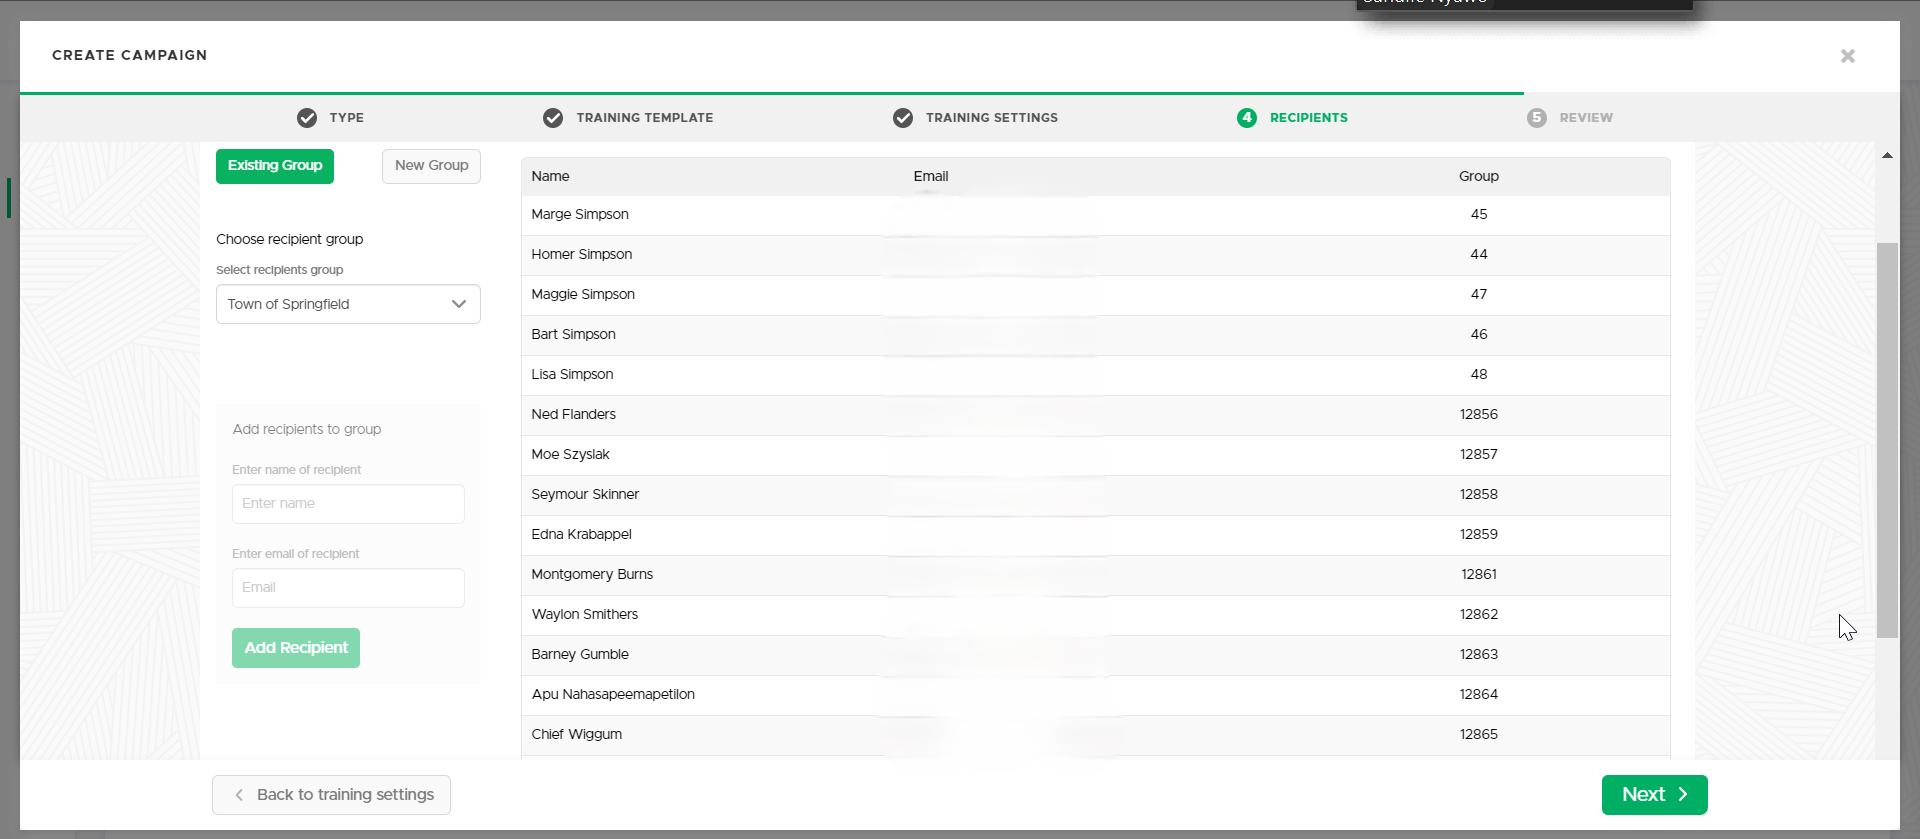 CREATE CAMPAIGN
TYPE
TRAINING TEMPLATE
TRAINING SETTINGS
4 RECIPIENTS
5 REVIEW
Existing Group
New Group
Choose recipient group
Select recipients group
Town of Springfield
Add recipients to group
Enter name of recipient
Enter name
Enter email of recipient
Email
Add Recipient
Name Email Group
Marge Simpson 45
Homer Simpson 44
Maggie Simpson 47
Bart Simpson 46
Lisa Simpson 48
Ned Flanders 12856
Moe Szyslak 12857
Seymour Skinner 12858
Edna Krabappel 12859
Montgomery Burns 12861
Waylon Smithers 12862
Barney Gumble 12863
Apu Nahasapeemapetilon 12864
Chief Wiggum 12865
Back to training settings
Next